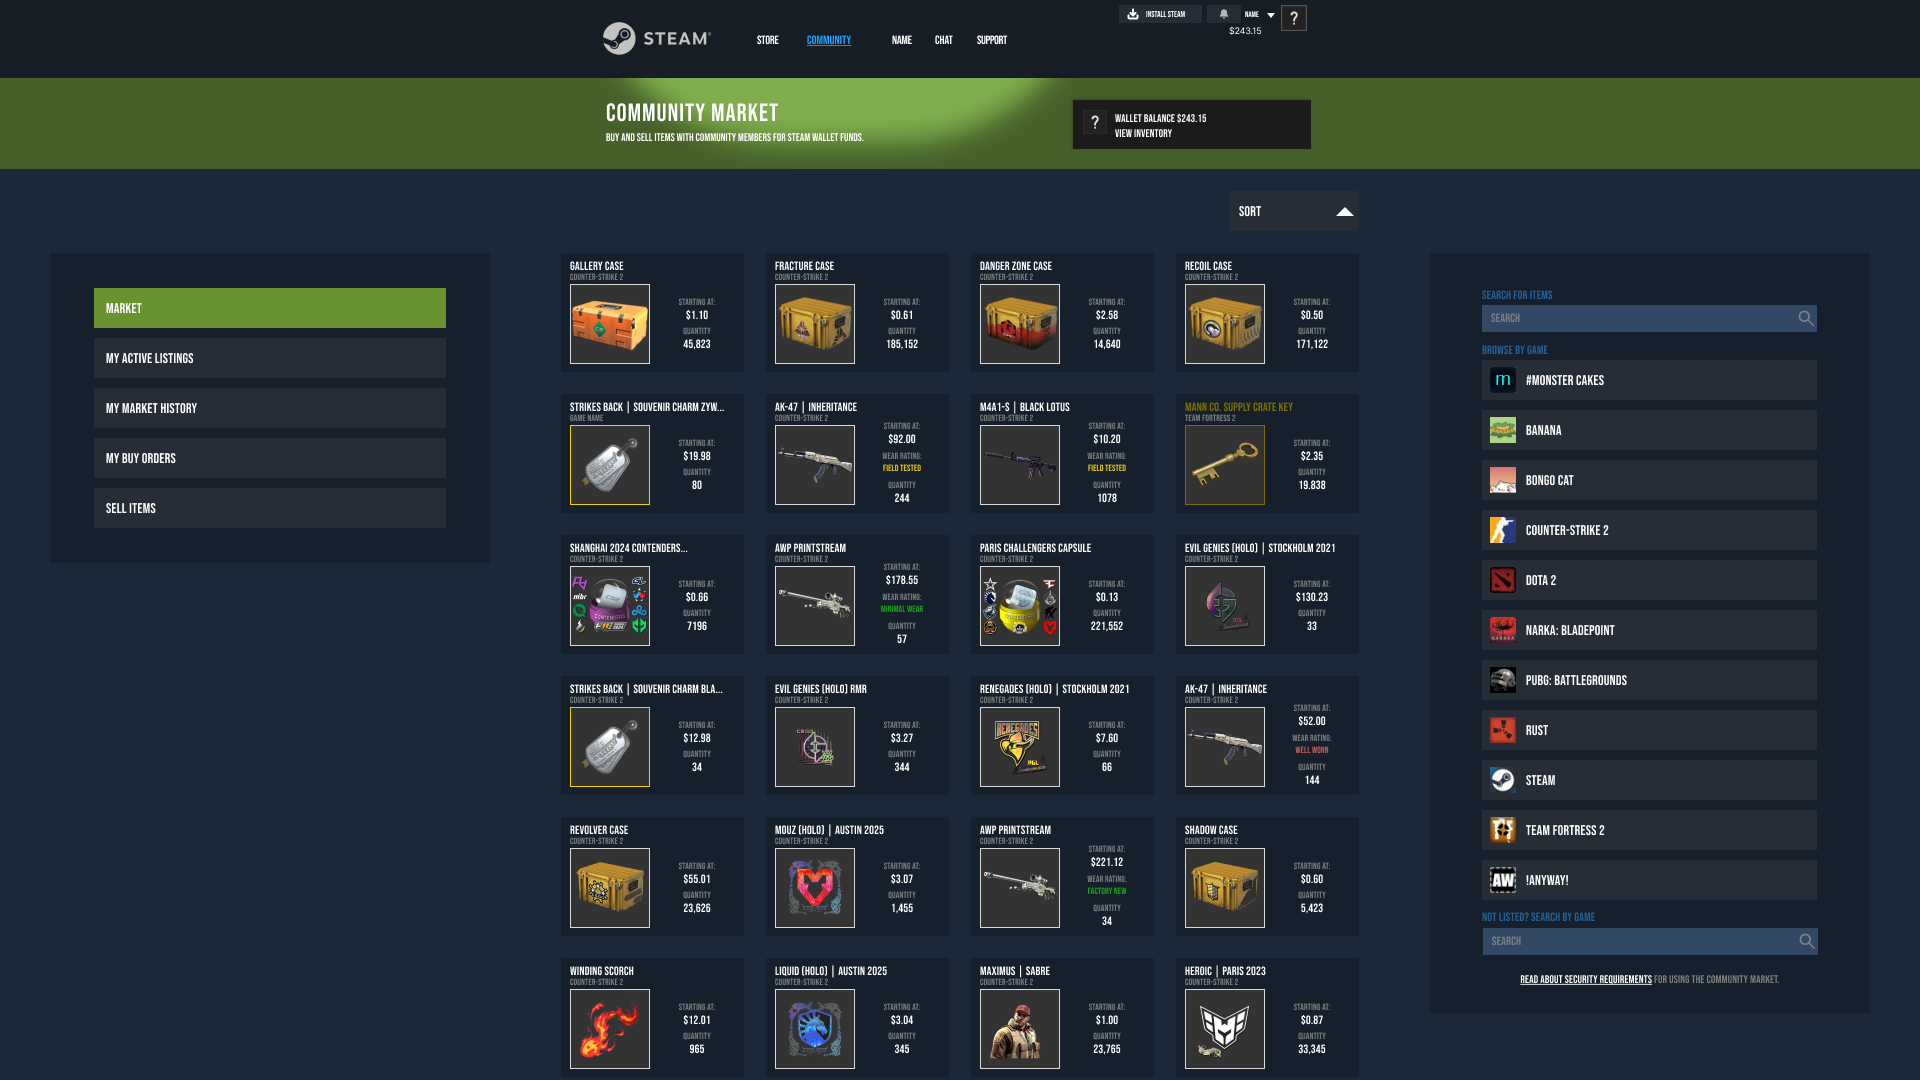 INSTALL STEAM
NAME
?
$243.15
STEAM
STORE
COMMUNITY
NAME
CHAT
SUPPORT
COMMUNITY MARKET
BUY AND SELL ITEMS WITH COMMUNITY MEMBERS FOR STEAM WALLET FUNDS.
?
WALLET BALANCE $243.15
VIEW INVENTORY
SORT
MARKET
MY ACTIVE LISTINGS
MY MARKET HISTORY
MY BUY ORDERS
SELL ITEMS
GALLERY CASE
COUNTER-STRIKE 2
STARTING AT:
$1.10
QUANTITY
45,823
FRACTURE CASE
COUNTER-STRIKE 2
STARTING AT:
$0.61
QUANTITY
185,152
DANGER ZONE CASE
COUNTER-STRIKE 2
STARTING AT:
$2.58
QUANTITY
14,640
RECOIL CASE
COUNTER-STRIKE 2
STARTING AT:
$0.50
QUANTITY
171,122
STRIKES BACK | SOUVENIR CHARM ZYW...
GAME NAME
STARTING AT:
$19.98
QUANTITY
80
AK-47 | INHERITANCE
COUNTER-STRIKE 2
STARTING AT:
$92.00
WEAR RATING:
FIELD TESTED
QUANTITY
244
M4A1-S | BLACK LOTUS
COUNTER-STRIKE 2
STARTING AT:
$10.20
WEAR RATING:
FIELD TESTED
QUANTITY
1078
MANN CO. SUPPLY CRATE KEY
TEAM FORTRESS 2
STARTING AT:
$2.35
QUANTITY
19.838
SHANGHAI 2024 CONTENDERS...
COUNTER-STRIKE 2
STARTING AT:
$0.66
QUANTITY
7196
AWP PRINTSTREAM
COUNTER-STRIKE 2
STARTING AT:
$178.55
WEAR RATING:
MINIMAL WEAR
QUANTITY
57
PARIS CHALLENGERS CAPSULE
COUNTER-STRIKE 2
STARTING AT:
$0.13
QUANTITY
221,552
EVIL GENIES (HOLO) | STOCKHOLM 2021
COUNTER-STRIKE 2
STARTING AT:
$130.23
QUANTITY
33
STRIKES BACK | SOUVENIR CHARM BLA...
COUNTER-STRIKE 2
STARTING AT:
$12.98
QUANTITY
34
EVIL GENIES (HOLO) RMR
COUNTER-STRIKE 2
STARTING AT:
$3.27
QUANTITY
344
RENEGADES (HOLO) | STOCKHOLM 2021
COUNTER-STRIKE 2
RENEGADES
STARTING AT:
$7.60
QUANTITY
66
AK-47 | INHERITANCE
COUNTER-STRIKE 2
STARTING AT:
$52.00
WEAR RATING:
WELL WORN
QUANTITY
144
REVOLVER CASE
COUNTER-STRIKE 2
STARTING AT:
$55.01
QUANTITY
23,626
MOUZ (HOLO) | AUSTIN 2025
COUNTER-STRIKE 2
STARTING AT:
$3.07
QUANTITY
1,455
AWP PRINTSTREAM
COUNTER-STRIKE 2
STARTING AT:
$221.12
WEAR RATING:
FACTORY NEW
QUANTITY
34
SHADOW CASE
COUNTER-STRIKE 2
STARTING AT:
$0.60
QUANTITY
5,423
WINDING SCORCH
COUNTER-STRIKE 2
STARTING AT:
$12.01
QUANTITY
965
LIQUID (HOLO) | AUSTIN 2025
COUNTER-STRIKE 2
STARTING AT:
$3.04
QUANTITY
345
MAXIMUS | SABRE
COUNTER-STRIKE 2
STARTING AT:
$1.00
QUANTITY
23,765
HEROIC | PARIS 2023
COUNTER-STRIKE 2
STARTING AT:
$0.87
QUANTITY
33,345
SEARCH FOR ITEMS
SEARCH
BROWSE BY GAME
m
#MONSTER CAKES
BANANA
BONGO CAT
COUNTER-STRIKE 2
DOTA 2
NARKA: BLADEPOINT
PUBG: BATTLEGROUNDS
RUST
STEAM
TEAM FORTRESS 2
AW
!ANYWAY!
NOT LISTED? SEARCH BY GAME
SEARCH
READ ABOUT SECURITY REQUIREMENTS FOR USING THE COMMUNITY MARKET.